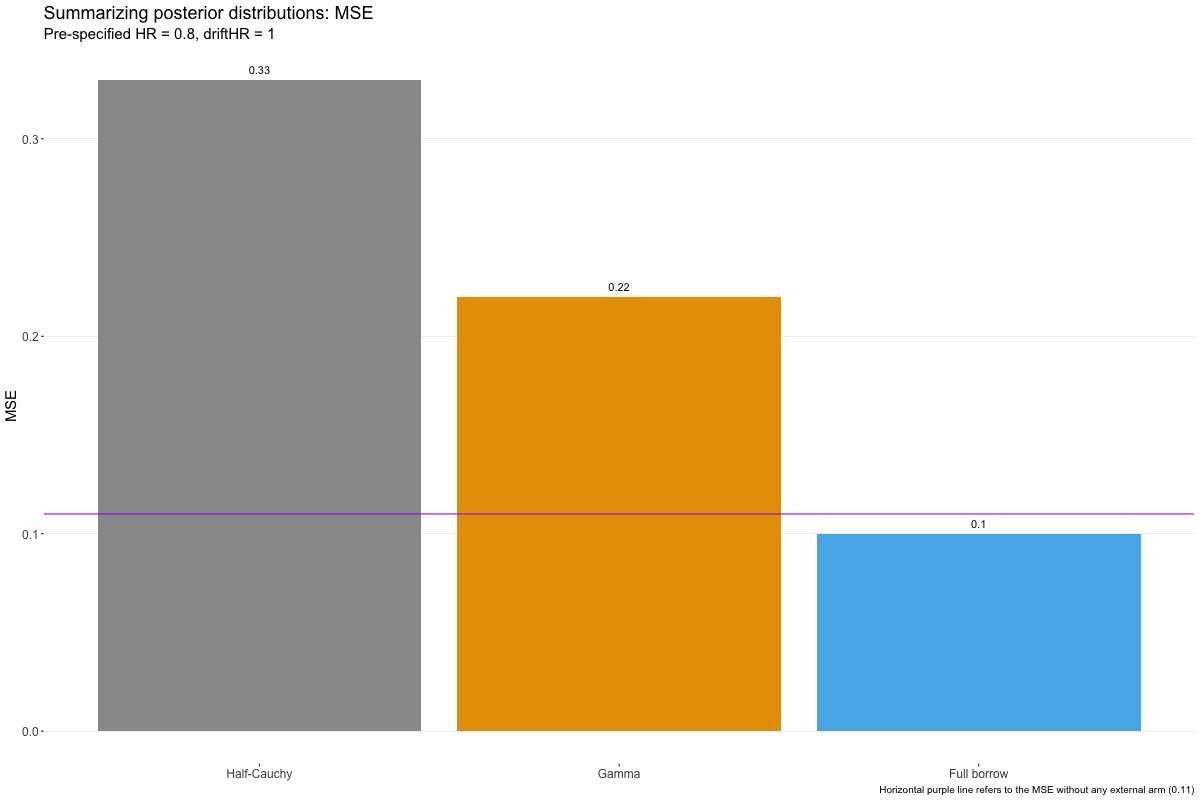 Summarizing posterior distributions: MSE
Pre-specified HR = 0.8, driftHR = 1
0.33
0.3
0.22
0.2
MSE
0.1
0.1
0.0
Half-Cauchy
Gamma
Full borrow
Horizontal purple line refers to the MSE without any external arm (0.11)